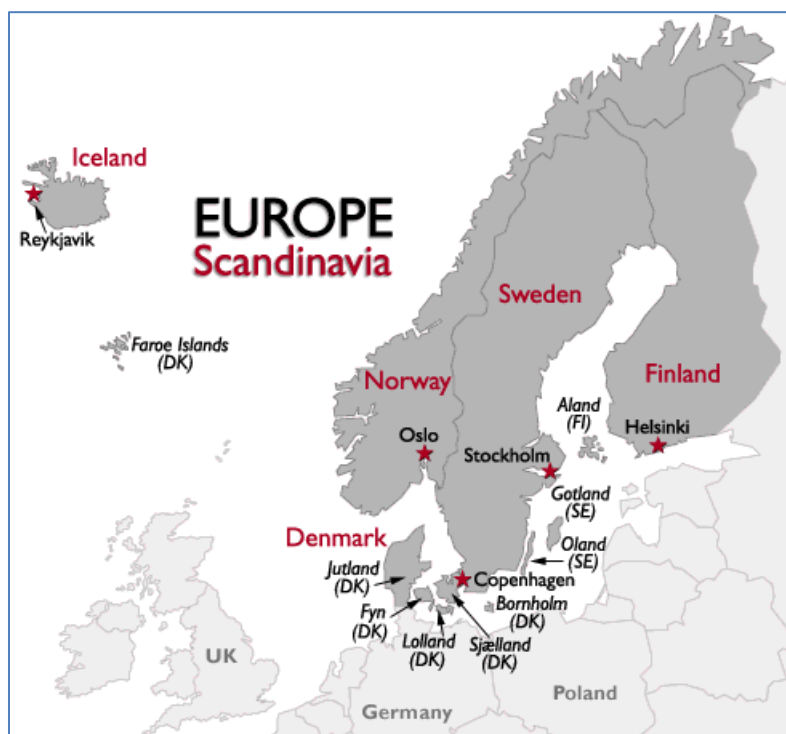 Iceland
Reykjavik
EUROPE
Scandinavia
Faroe Islands
(DK)
Sweden
Norway
Finland
Aland
(FI)
Oslo
Helsinki
Stockholm
Gotland
(SE)
Denmark
Oland
(SE)
Jutland
(DK)
Copenhagen
Fyn
(DK)
Lolland
(DK)
Sjælland
(DK)
Bornholm
(DK)
UK
Germany
Poland